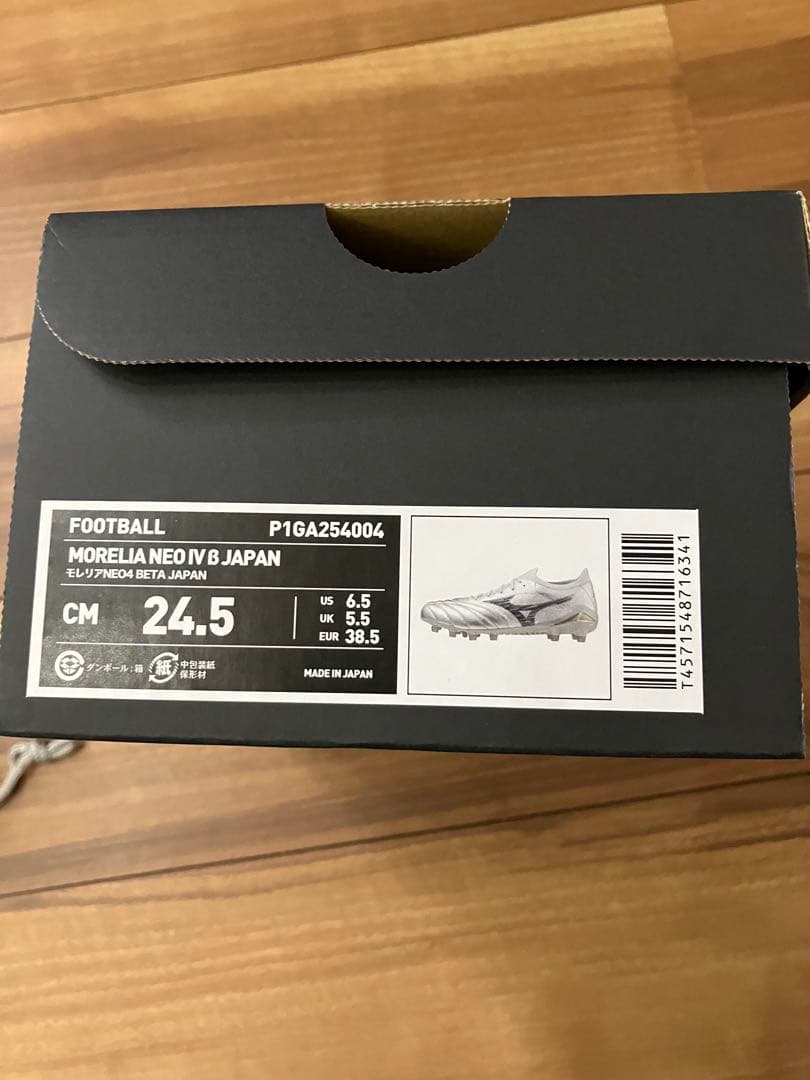 FOOTBALL P1GA254004
MORELIA NEO IV β JAPAN
モレリアNEO4 BETA JAPAN
CM 24.5
US 6.5
UK 5.5
EUR 38.5
ダンボール:箱 紙 中包装紙
保形材
MADE IN JAPAN
T4571548716341